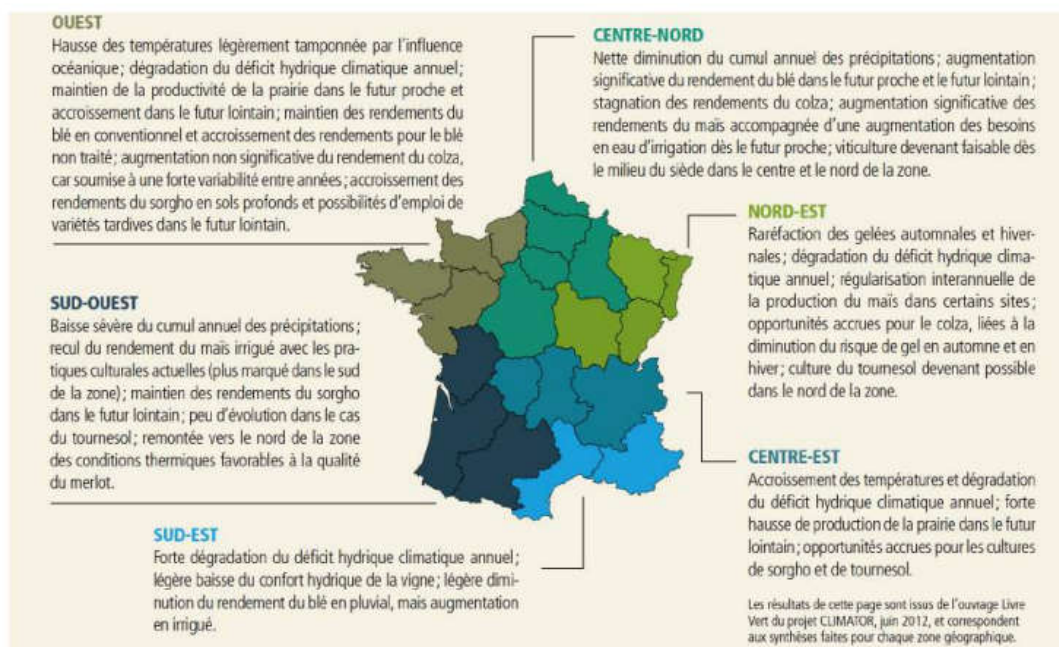 OUEST
Hausse des températures légèrement tamponnée par l'influence
océanique; dégradation du déficit hydrique climatique annuel;
maintien de la productivité de la prairie dans le futur proche et
accroissement dans le futur lointain; maintien des rendements du
blé en conventionnel et accroissement des rendements pour le blé
non traité; augmentation non significative du rendement du colza,
car soumise à une forte variabilité entre années; accroissement des
rendements du sorgho en sols profonds et possibilités d'emploi de
variétés tardives dans le futur lointain.
CENTRE-NORD
Nette diminution du cumul annuel des précipitations; augmentation
significative du rendement du blé dans le futur proche et le futur lointain;
stagnation des rendements du colza; augmentation significative des
rendements du maïs accompagnée d'une augmentation des besoins
en eau d'irrigation dès le futur proche; viticulture devenant faisable dès
le milieu du siècle dans le centre et le nord de la zone.
NORD-EST
Raréfaction des gelées automnales et hiver-
nales; dégradation du déficit hydrique clima-
tique annuel; régularisation interannuelle de
la production du maïs dans certains sites;
opportunités accrues pour le colza, liées à la
diminution du risque de gel en automne et en
hiver; culture du tournesol devenant possible
dans le nord de la zone.
SUD-OUEST
Baisse sévère du cumul annuel des précipitations;
recul du rendement du maïs irrigué avec les pra-
tiques culturales actuelles (plus marqué dans le sud
de la zone); maintien des rendements du sorgho
dans le futur lointain; peu d'évolution dans le cas
du tournesol; remontée vers le nord de la zone
des conditions thermiques favorables à la qualité
du merlot.
CENTRE-EST
Accroissement des températures et dégradation
du déficit hydrique climatique annuel; forte
hausse de production de la prairie dans le futur
lointain; opportunités accrues pour les cultures
de sorgho et de tournesol.
SUD-EST
Forte dégradation du déficit hydrique climatique annuel;
légère baisse du confort hydrique de la vigne; légère dimi-
nution du rendement du blé en pluvial, mais augmentation
en irrigué.
Les résultats de cette page sont issus de l'ouvrage Livre
Vert du projet CLIMATOR, juin 2012, et correspondent
aux synthèses faites pour chaque zone géographique.